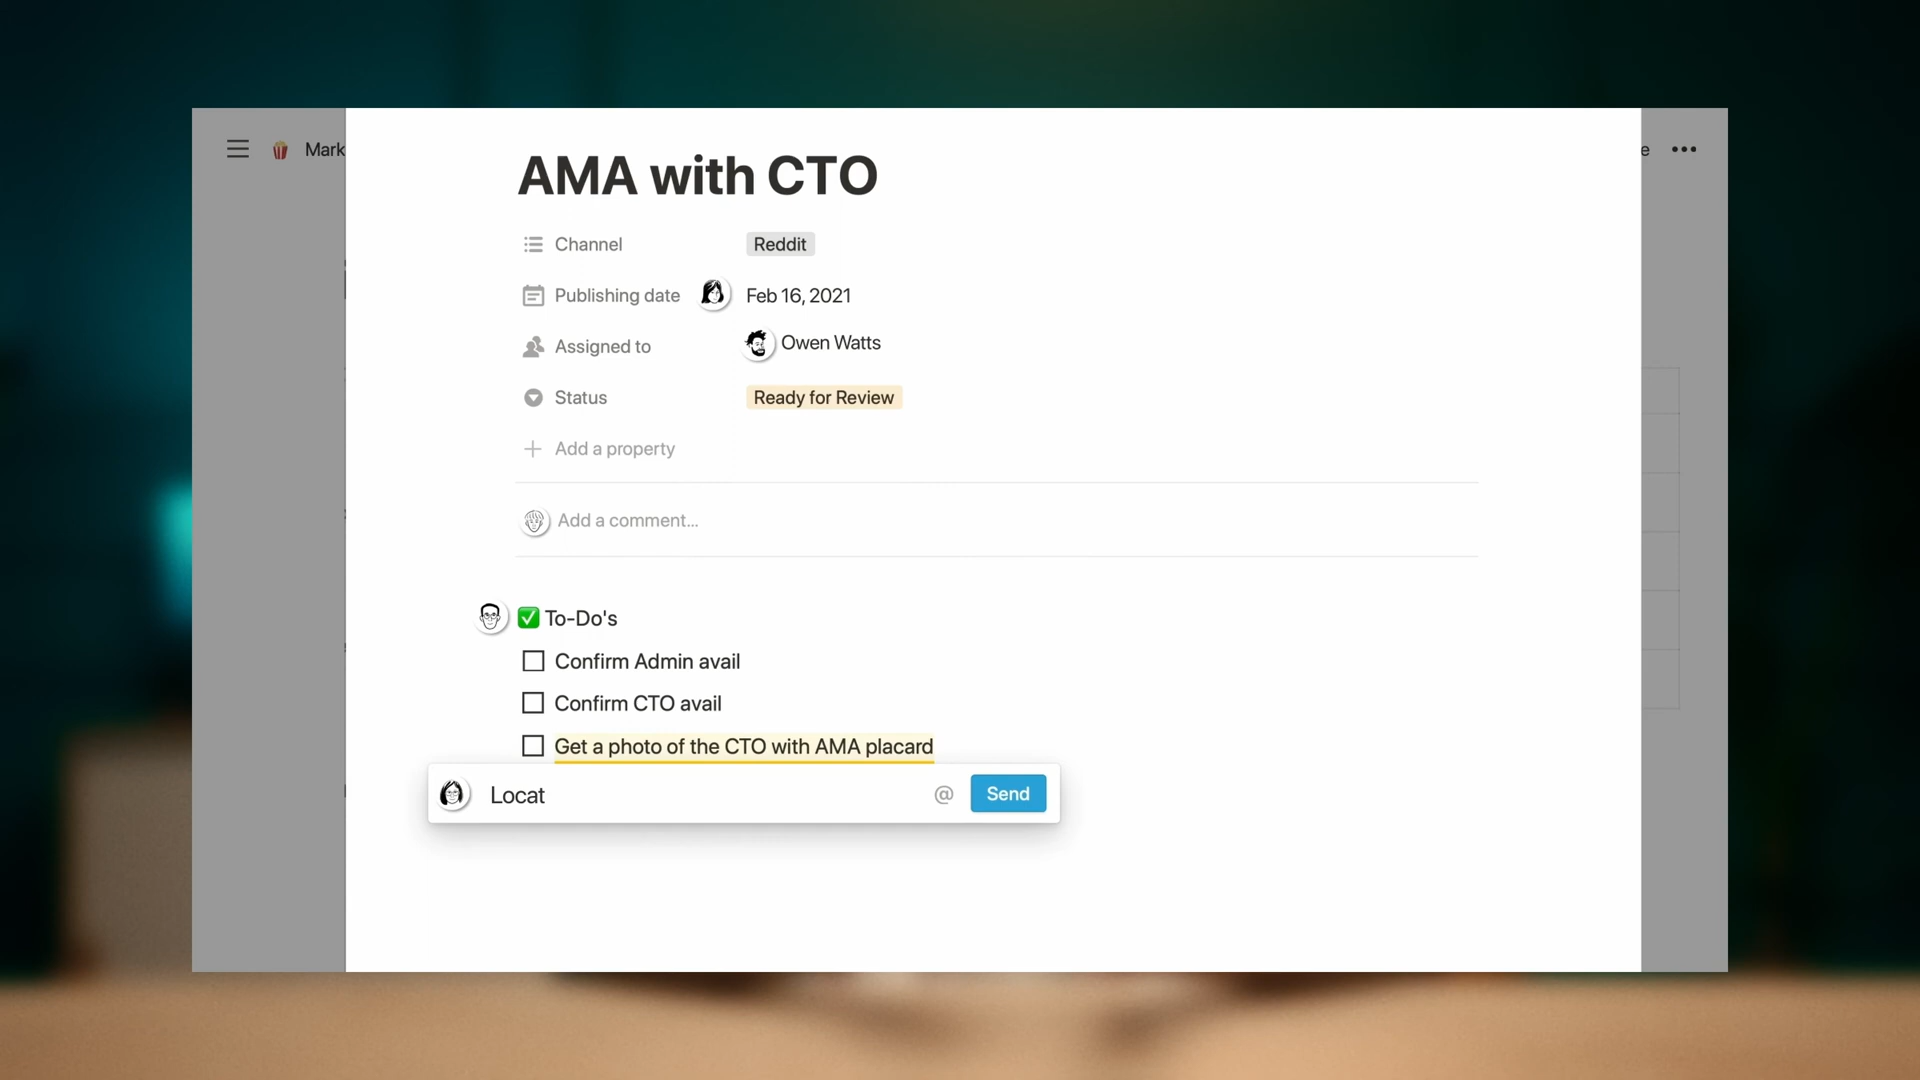 Mark
e
AMA with CTO
Channel
Reddit
Publishing date
Feb 16, 2021
Assigned to
Owen Watts
Status
Ready for Review
Add a property
Add a comment...
To-Do's
Confirm Admin avail
Confirm CTO avail
Get a photo of the CTO with AMA placard
Locat
@
Send